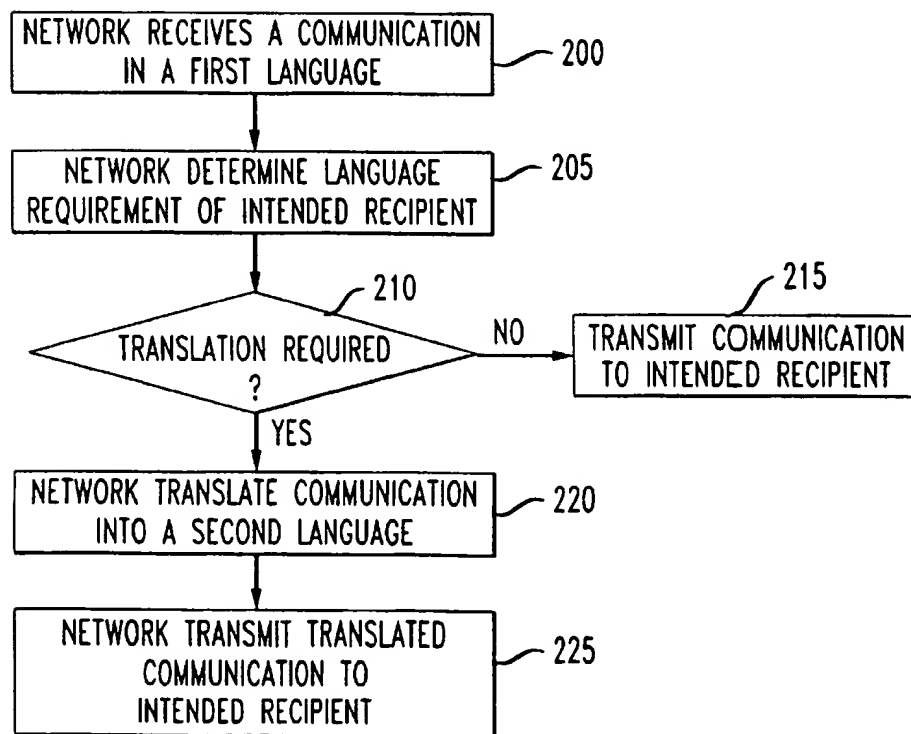 NETWORK RECEIVES A COMMUNICATION
IN A FIRST LANGUAGE
200
NETWORK DETERMINE LANGUAGE
REQUIREMENT OF INTENDED RECIPIENT
205
210
TRANSLATION REQUIRED
?
NO
215
TRANSMIT COMMUNICATION
TO INTENDED RECIPIENT
YES
NETWORK TRANSLATE COMMUNICATION
INTO A SECOND LANGUAGE
220
NETWORK TRANSMIT TRANSLATED
COMMUNICATION TO
INTENDED RECIPIENT
225